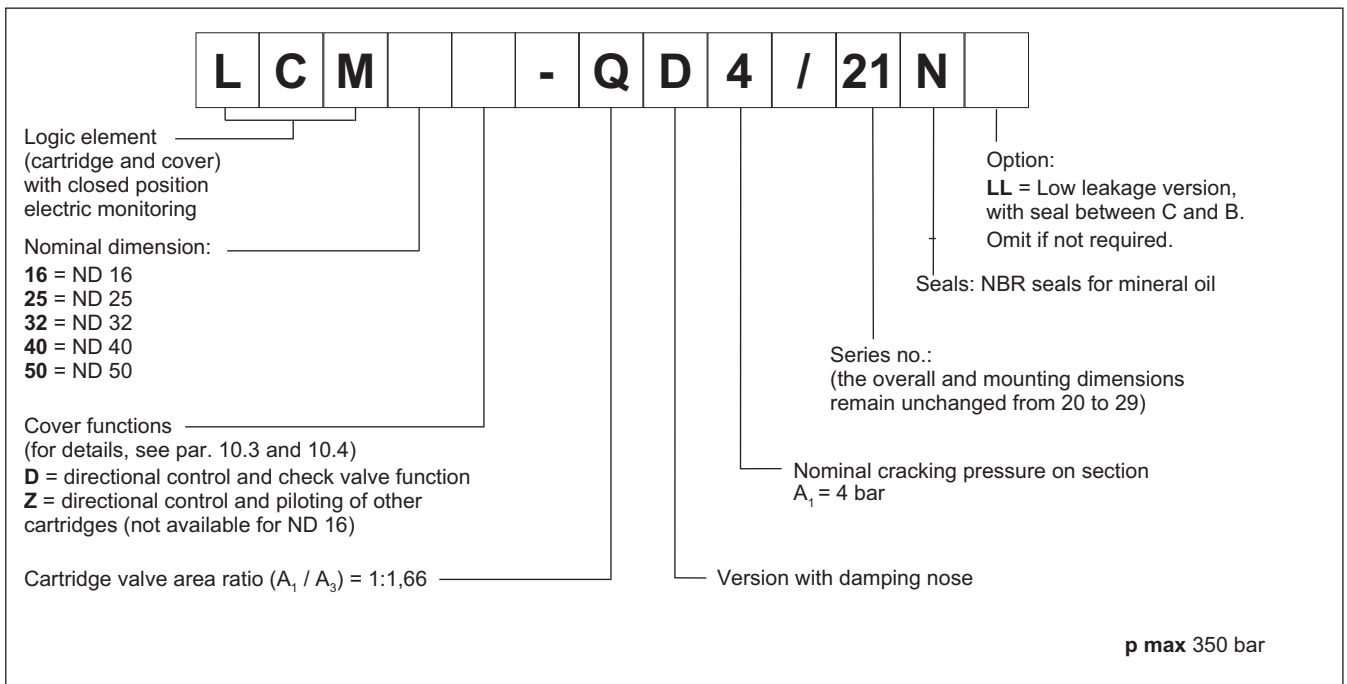 L C M - Q D 4 / 21 N
Logic element
(cartridge and cover)
with closed position
electric monitoring
Nominal dimension:
16 = ND 16
25 = ND 25
32 = ND 32
40 = ND 40
50 = ND 50
Cover functions
(for details, see par. 10.3 and 10.4)
D = directional control and check valve function
Z = directional control and piloting of other
cartridges (not available for ND 16)
Cartridge valve area ratio (A₁ / A₃) = 1:1,66
Option:
LL = Low leakage version,
with seal between C and B.
Omit if not required.
Seals: NBR seals for mineral oil
Series no.:
(the overall and mounting dimensions
remain unchanged from 20 to 29)
Nominal cracking pressure on section
A₁ = 4 bar
Version with damping nose
p max 350 bar